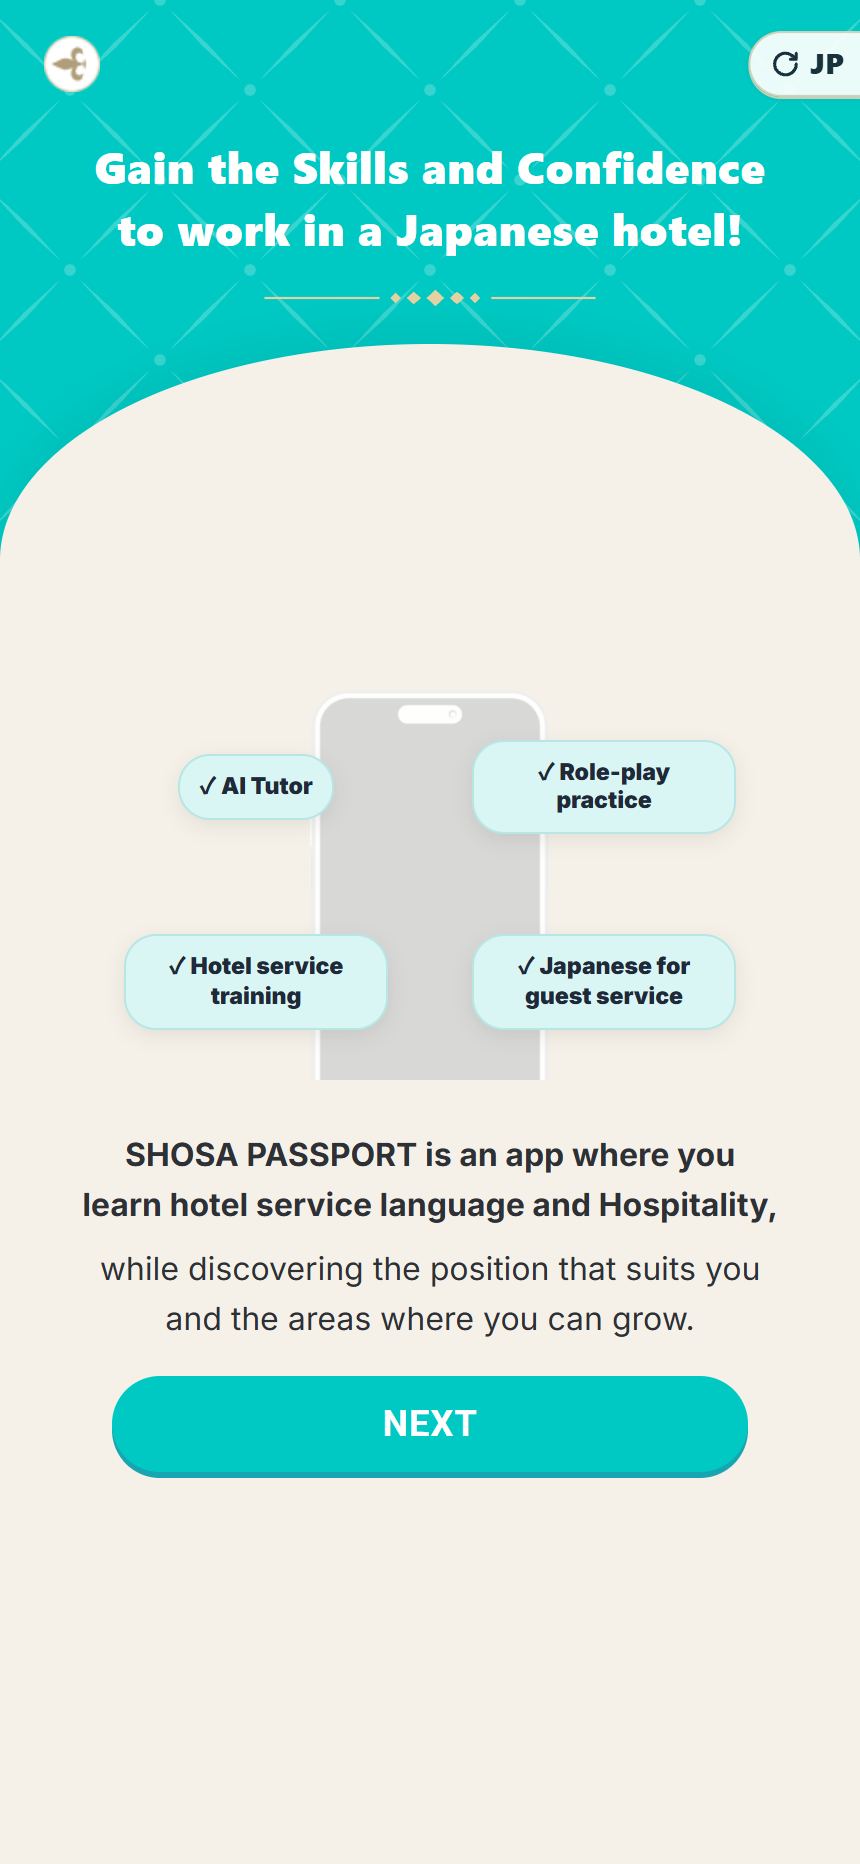 JP
Gain the Skills and Confidence
to work in a Japanese hotel!
✓ AI Tutor
✓ Role-play
practice
✓ Hotel service
training
✓ Japanese for
guest service
SHOSA PASSPORT is an app where you
learn hotel service language and Hospitality,
while discovering the position that suits you
and the areas where you can grow.
NEXT